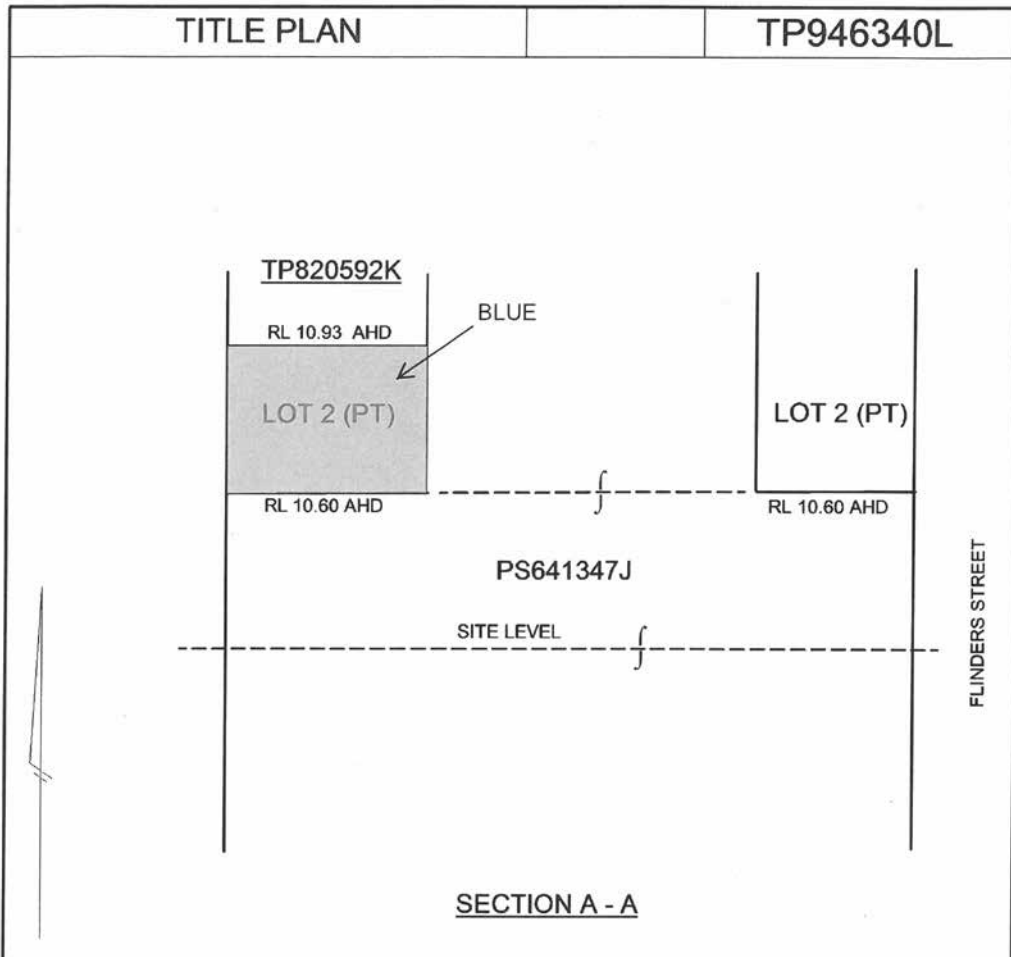 TITLE PLAN
TP946340L
TP820592K
RL 10.93 AHD
BLUE
LOT 2 (PT)
LOT 2 (PT)
RL 10.60 AHD
RL 10.60 AHD
PS641347J
SITE LEVEL
FLINDERS STREET
SECTION A - A